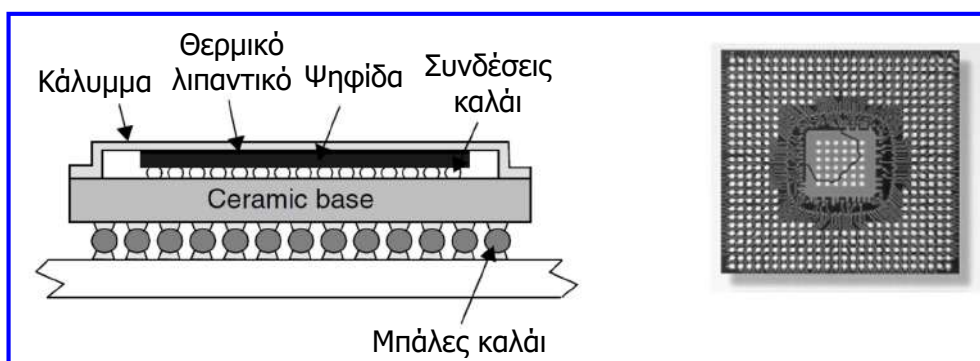 Κάλυμμα
Θερμικό
λιπαντικό
Ψηφίδα
Συνδέσεις
καλάι
Ceramic base
Μπάλες καλάι